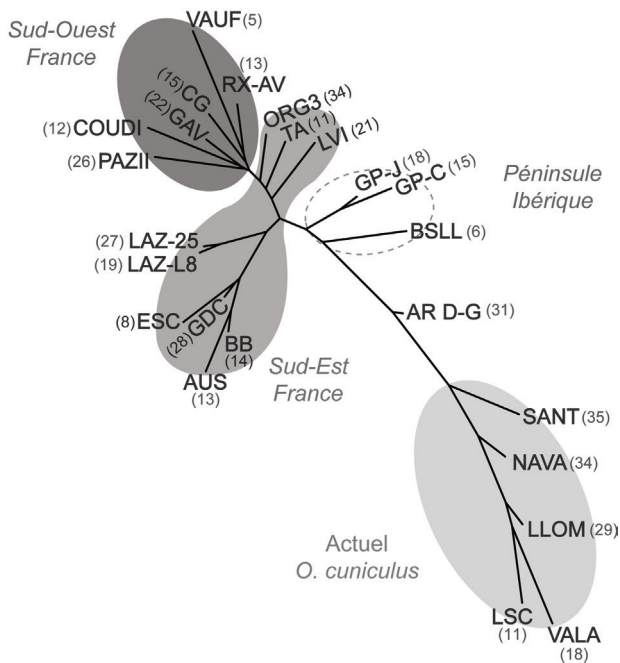 Sud-Ouest
France
VAUF (5)
(13)
RX-AV
(15) CG
(22) GAV
(12) COUDI
(26) PAZII
ORG3 (34)
TA (11)
LVI (21)
GP-J (18)
GP-C (15)
Péninsule
Ibérique
BSLL (6)
(27) LAZ-25
(19) LAZ-L8
AR D-G (31)
(8) ESC
(28) GDC
BB
(14)
AUS
(13)
Sud-Est
France
SANT (35)
NAVA (34)
LLOM (29)
Actuel
O. cuniculus
LSC
(11)
VALA
(18)